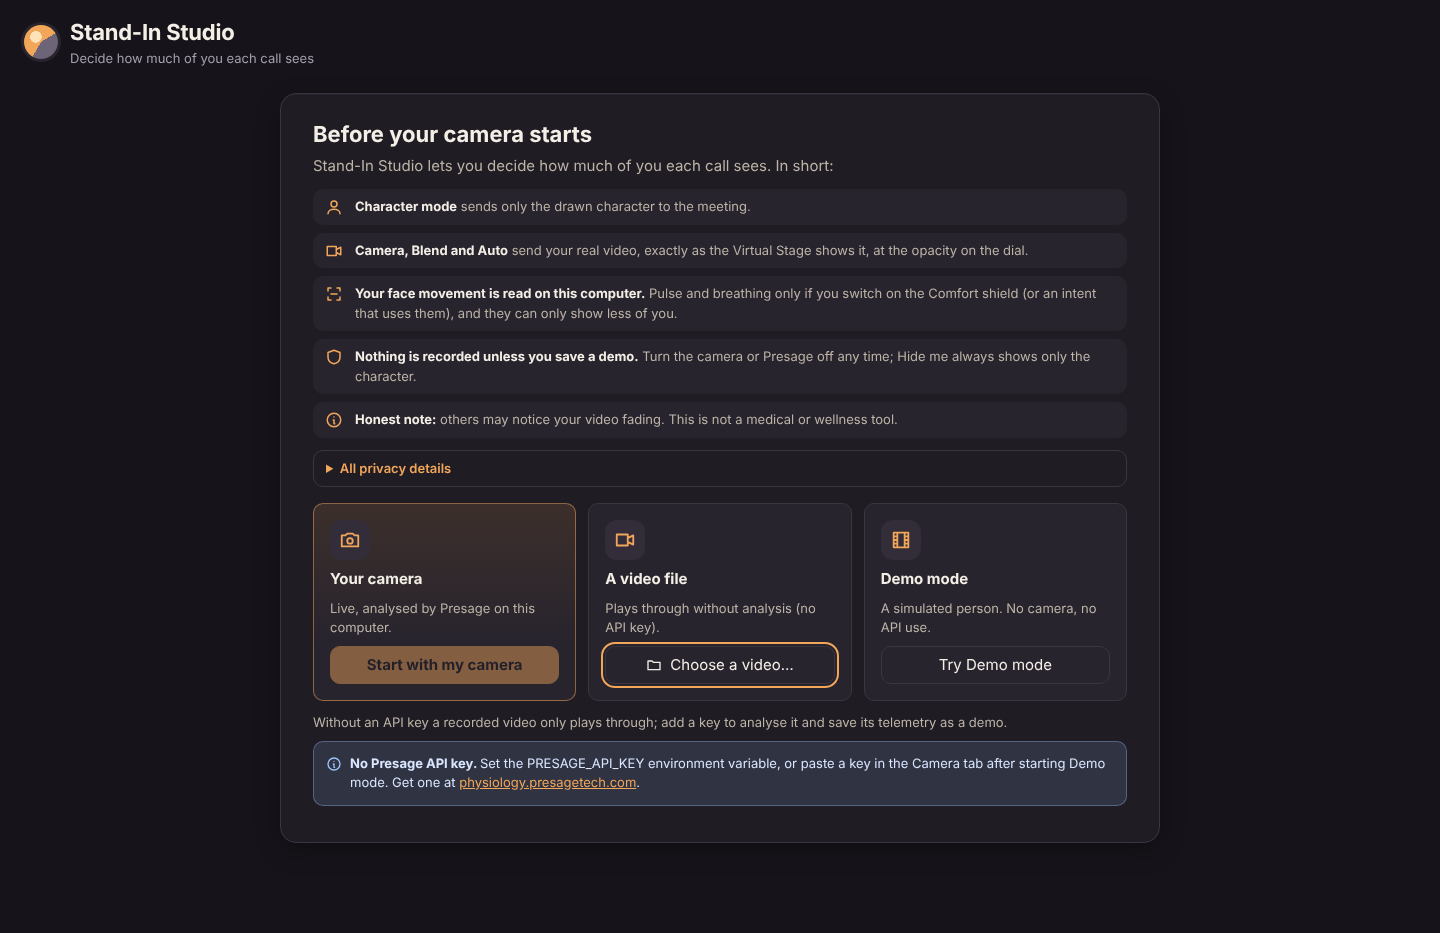 Stand-In Studio
Decide how much of you each call sees
Before your camera starts
Stand-In Studio lets you decide how much of you each call sees. In short:
Character mode sends only the drawn character to the meeting.
Camera, Blend and Auto send your real video, exactly as the Virtual Stage shows it, at the opacity on the dial.
Your face movement is read on this computer. Pulse and breathing only if you switch on the Comfort shield (or an intent
that uses them), and they can only show less of you.
Nothing is recorded unless you save a demo. Turn the camera or Presage off any time; Hide me always shows only the
character.
Honest note: others may notice your video fading. This is not a medical or wellness tool.
All privacy details
Your camera
Live, analysed by Presage on this
computer.
Start with my camera
A video file
Plays through without analysis (no
API key).
Choose a video...
Demo mode
A simulated person. No camera, no
API use.
Try Demo mode
Without an API key a recorded video only plays through; add a key to analyse it and save its telemetry as a demo.
No Presage API key. Set the PRESAGE_API_KEY environment variable, or paste a key in the Camera tab after starting Demo
mode. Get one at physiology.presagetech.com.